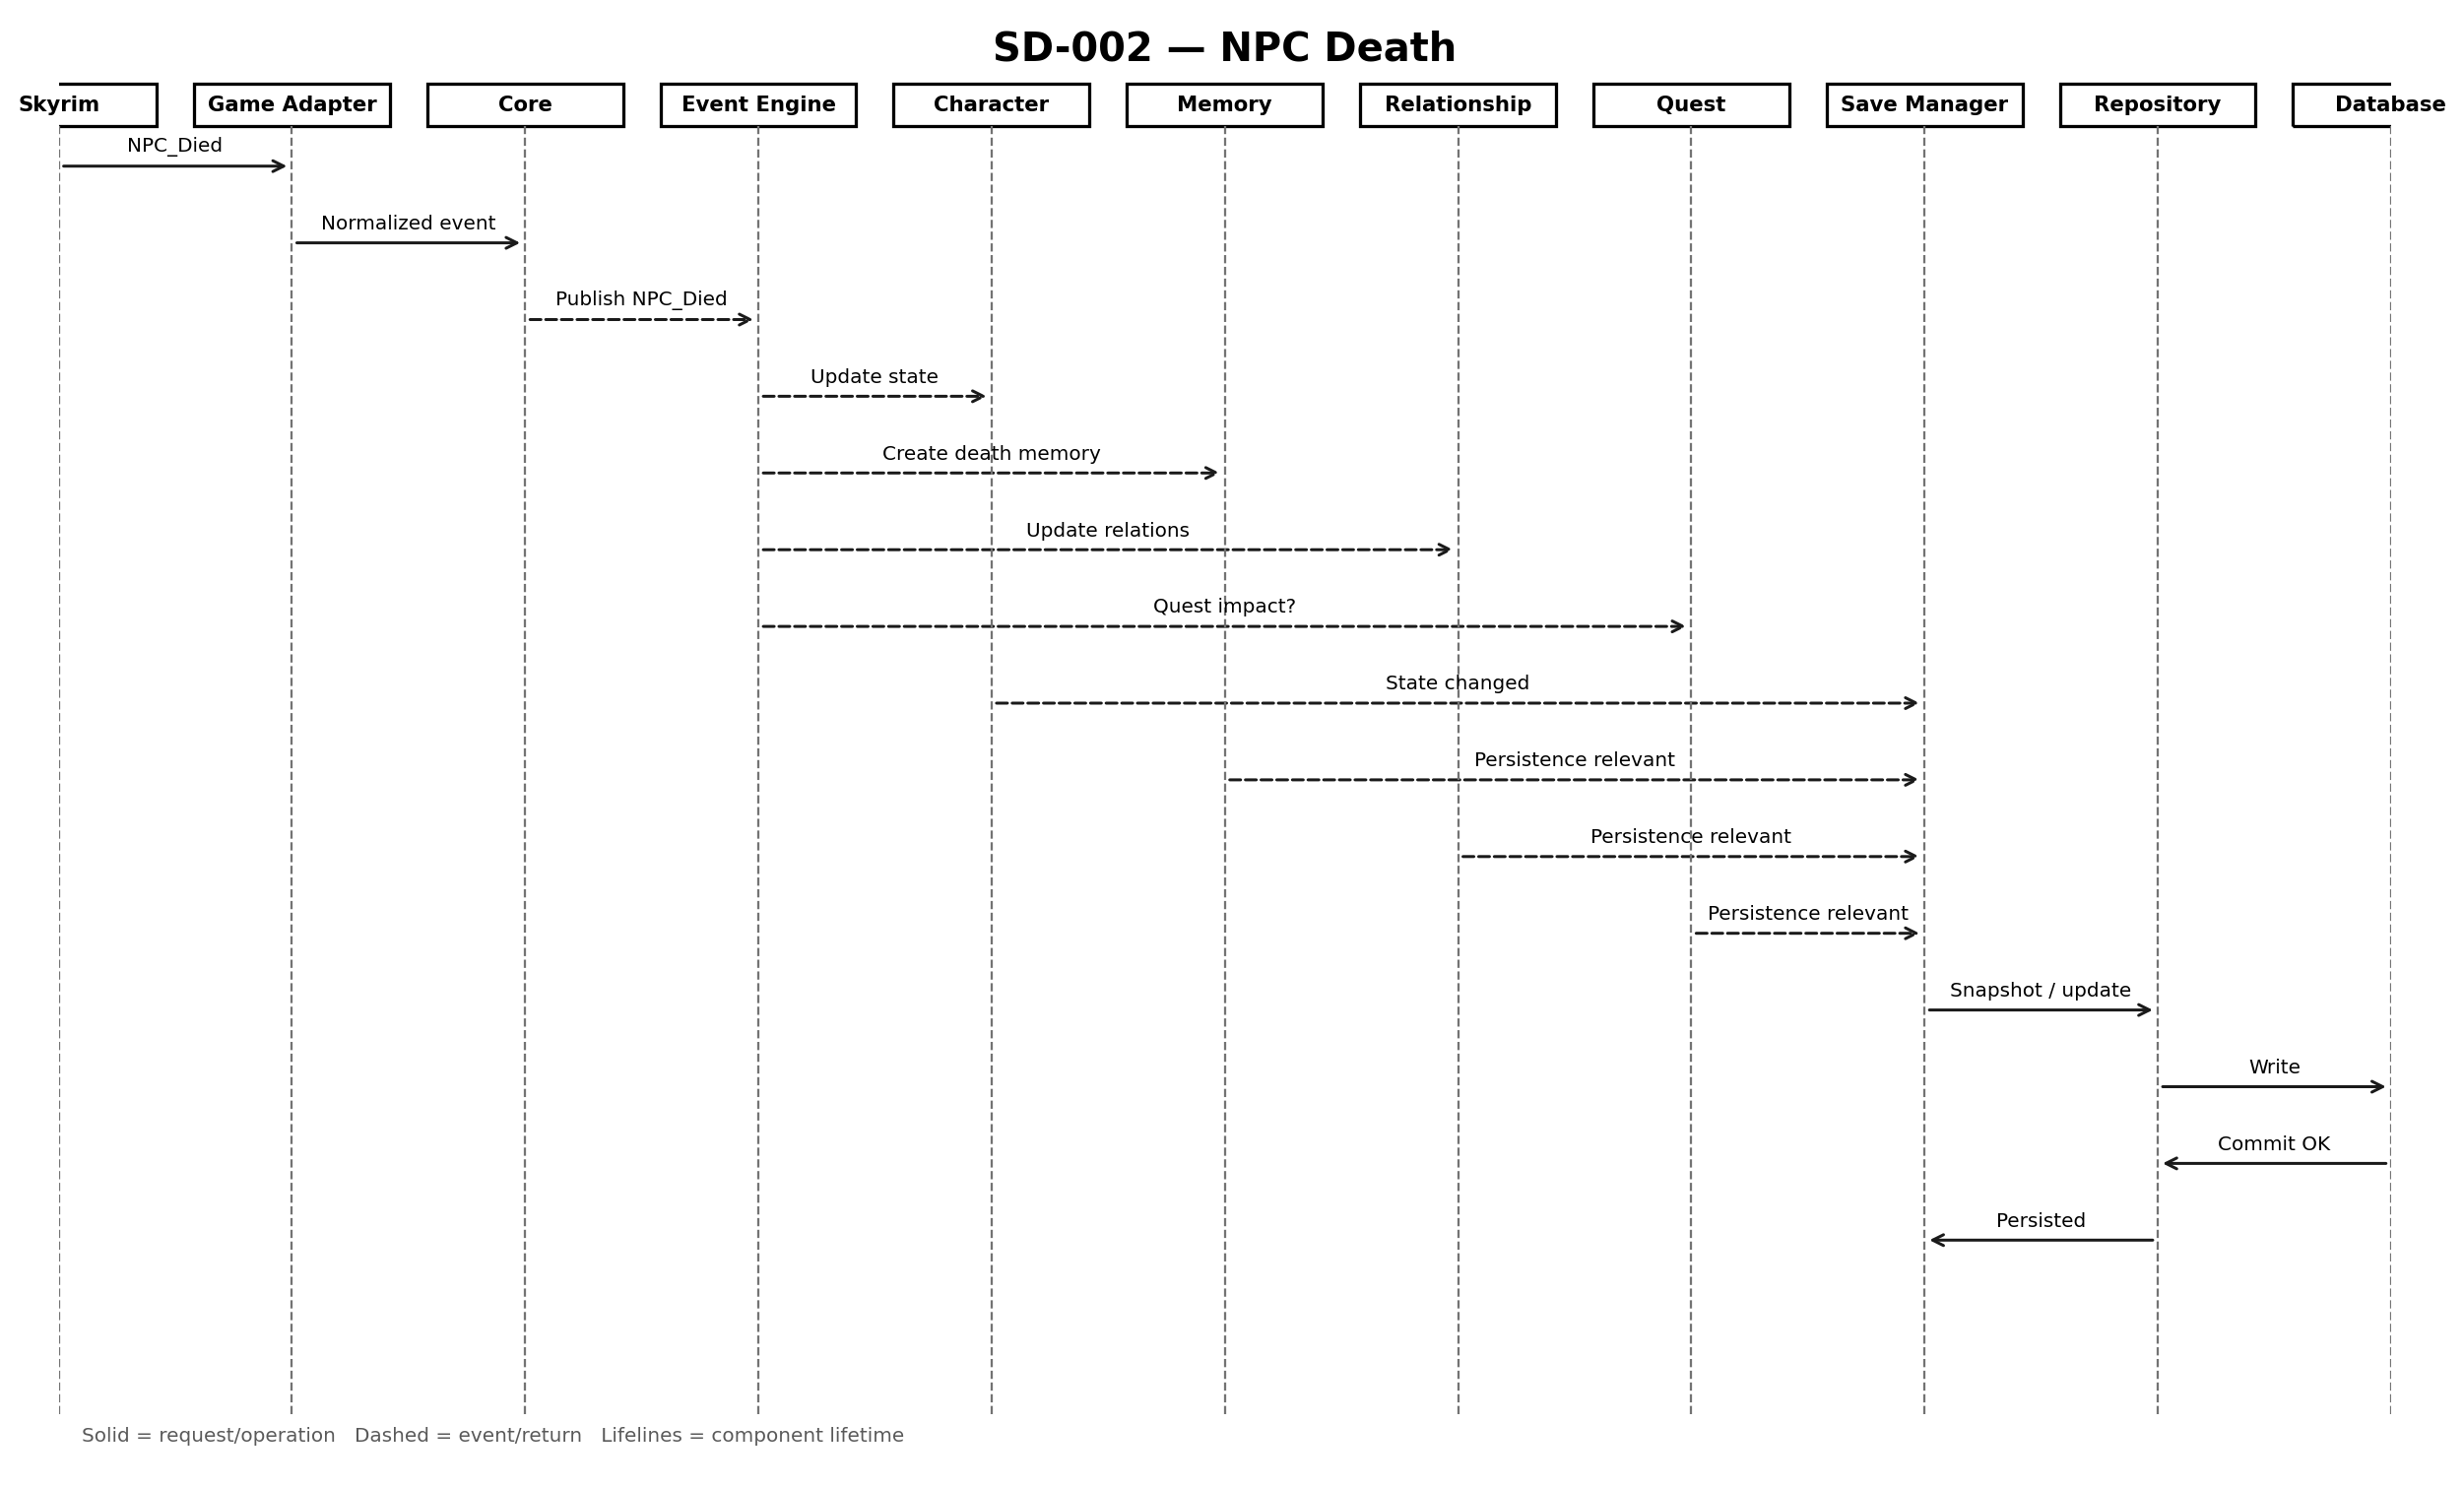 SD-002 — NPC Death
Skyrim
Game Adapter
Core
Event Engine
Character
Memory
Relationship
Quest
Save Manager
Repository
Database
NPC_Died
Normalized event
Publish NPC_Died
Update state
Create death memory
Update relations
Quest impact?
State changed
Persistence relevant
Persistence relevant
Persistence relevant
Snapshot / update
Write
Commit OK
Persisted
Solid = request/operation   Dashed = event/return   Lifelines = component lifetime